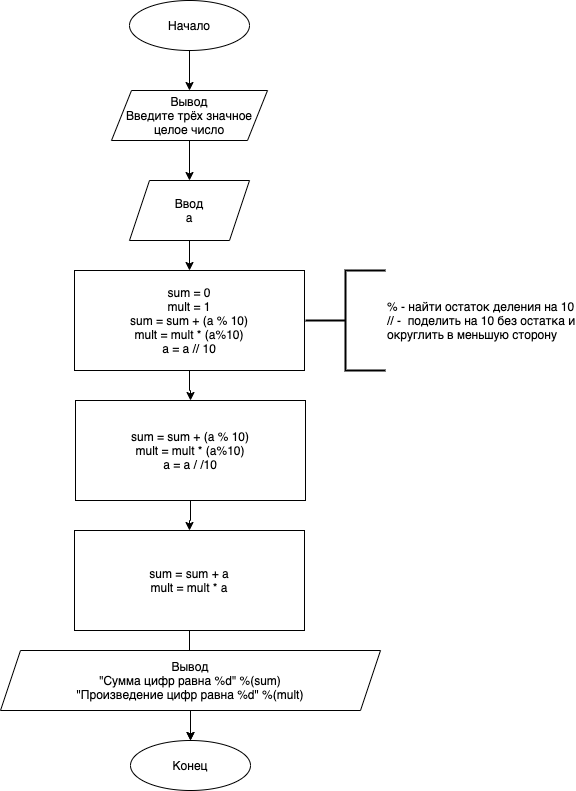 Начало
Вывод
Введите трёх значное
целое число
Ввод
a
sum = 0
mult = 1
sum = sum + (a % 10)
mult = mult * (a%10)
a = a // 10
% - найти остаток деления на 10
// - поделить на 10 без остатка и
округлить в меньшую сторону
sum = sum + (a % 10)
mult = mult * (a%10)
a = a / /10
sum = sum + a
mult = mult * a
Вывод
"Сумма цифр равна %d" %(sum)
"Произведение цифр равна %d" %(mult)
Конец